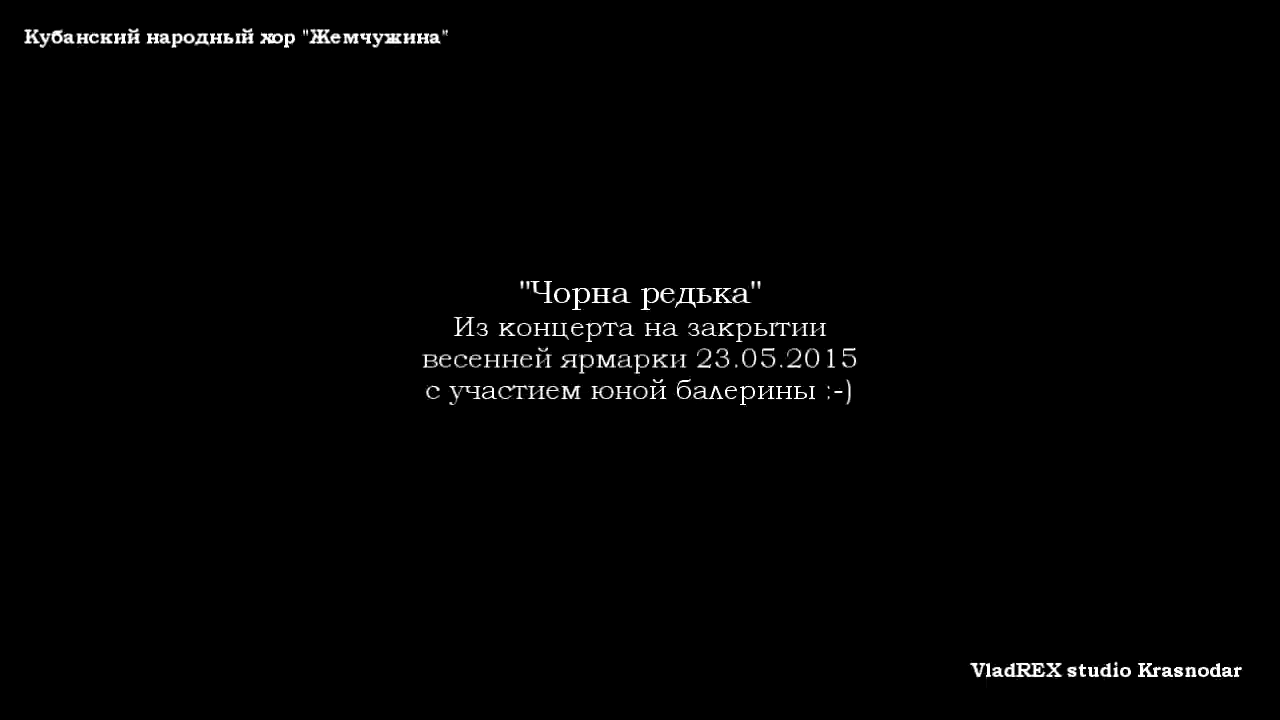 Кубанский народный хор "Жемчужина"
"Чорна редька"
Из концерта на закрытии
весенней ярмарки 23.05.2015
с участием юной балерины :-)
VladREX studio Krasnodar